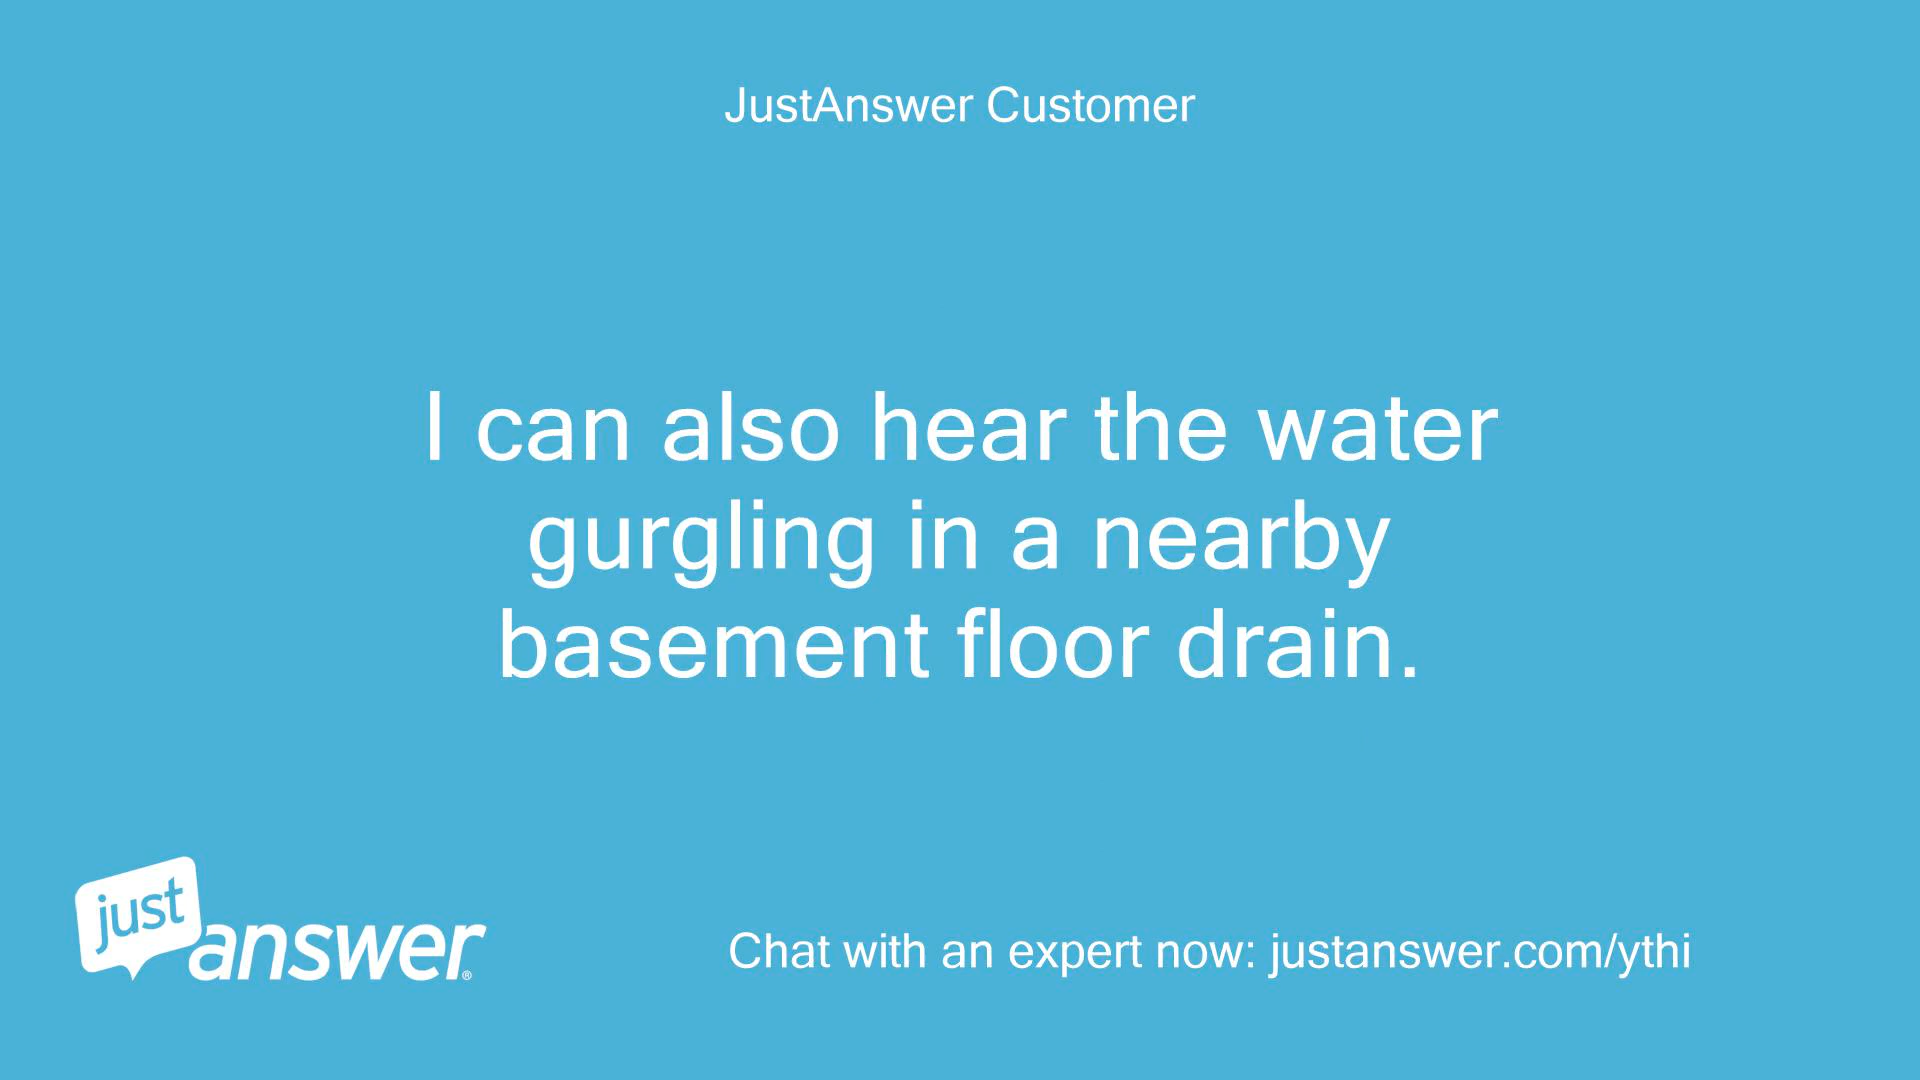 JustAnswer Customer
I can also hear the water
gurgling in a nearby
basement floor drain.
just
answer®
Chat with an expert now: justanswer.com/ythi